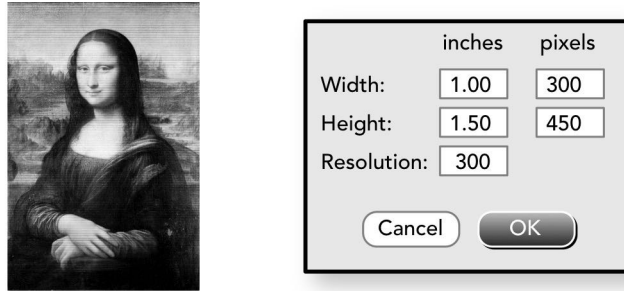 inches pixels
Width: 1.00 300
Height: 1.50 450
Resolution: 300
Cancel OK